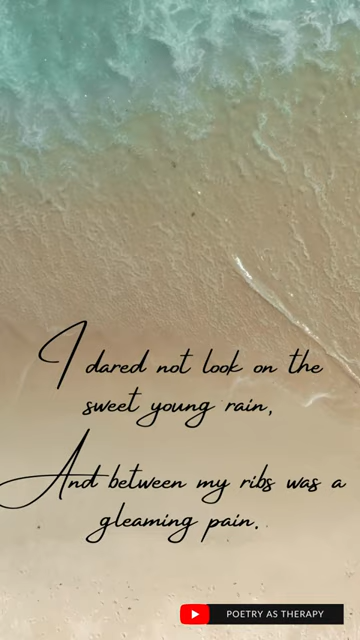 I dared not look on the
sweet young rain,
And between my ribs was a
gleaming pain.
POETRY AS THERAPY